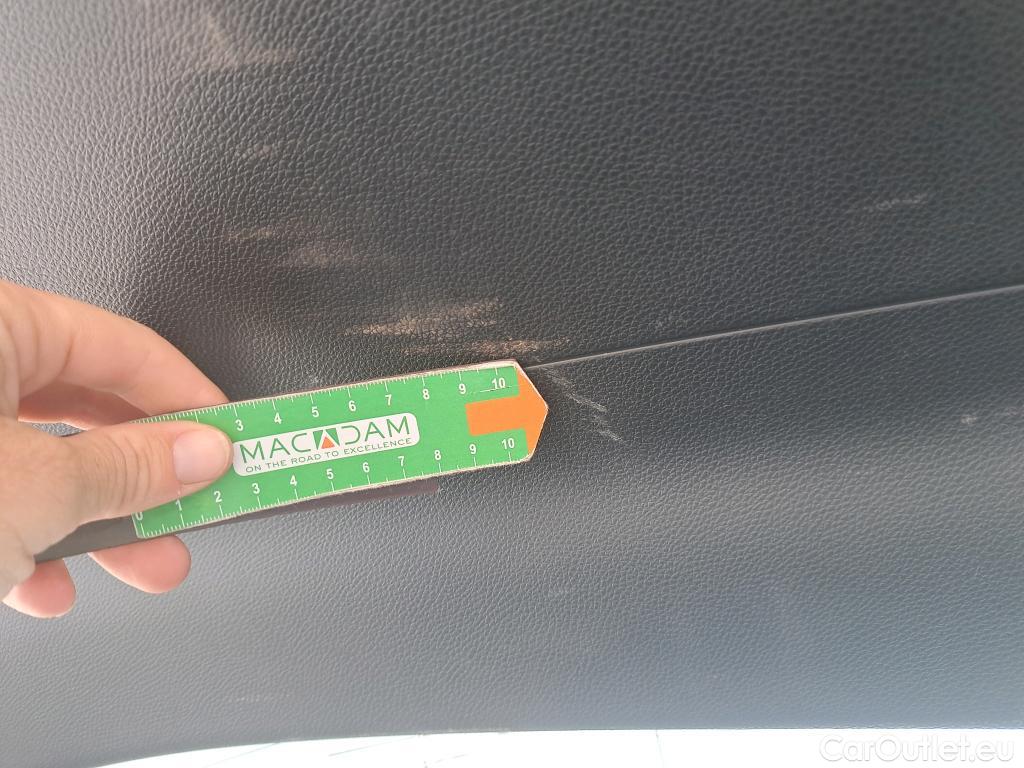 3 4 5 6 7 8 9 10
MACADAM
ON THE ROAD TO EXCELLENCE
0 1 2 3 4 5 6 7 8 9 10
CarOutlet.eu